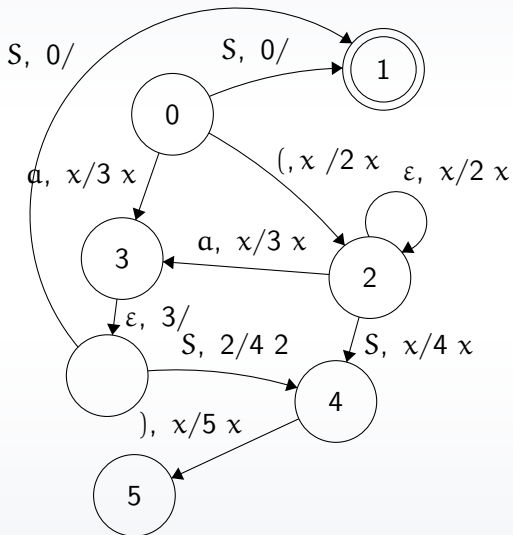 S, 0/
S, 0/
1
0
(, x /2 x
ε, x/2 x
a, x/3 x
a, x/3 x
3
2
ε, 3/
S, 2/4 2
S, x/4 x
4
), x/5 x
5